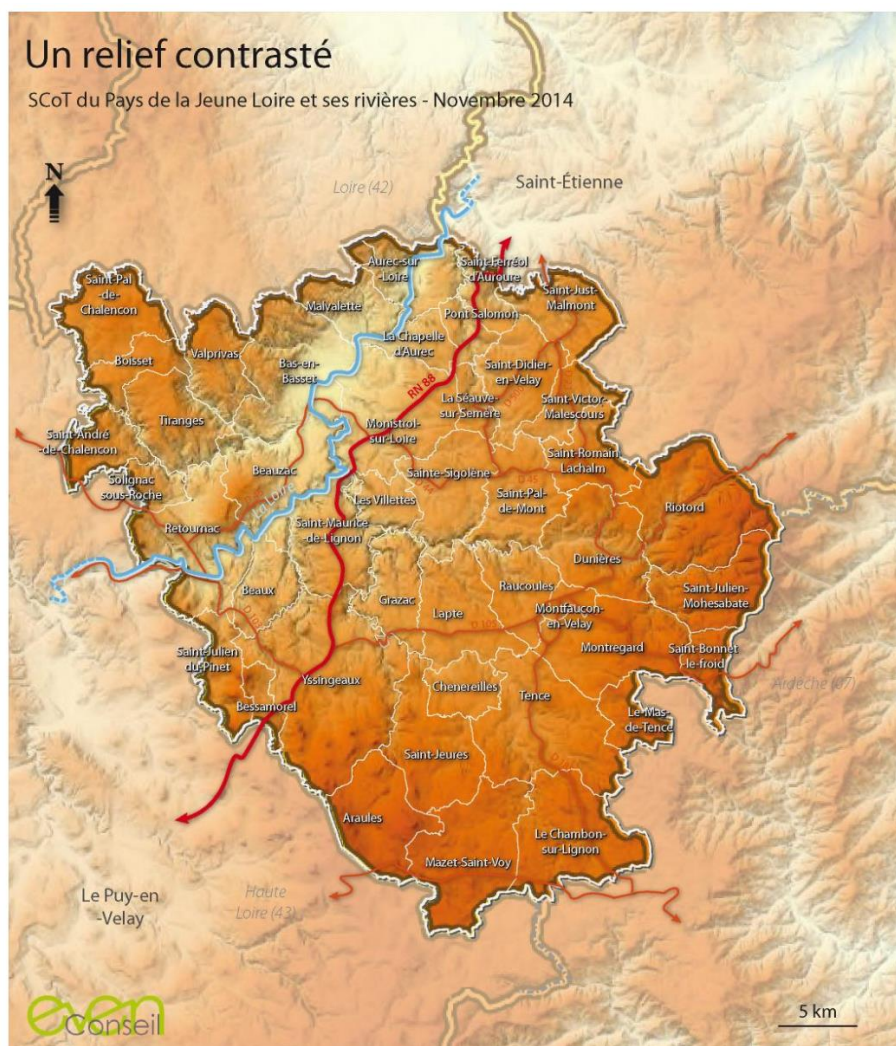 Un relief contrasté
SCoT du Pays de la Jeune Loire et ses rivières - Novembre 2014
N
Loire (42)
Saint-Étienne
Aurec-sur
-Loire
Saint-Ferréol
d'Auroure
Saint-Pal
-de-
Chalencon
Saint-Just-
Malmont
Malvalette
Pont Salomon
La Chapelle
d'Aurec
Boisset
Valprivas
Bas-en-
Basset
Saint-Didier-
en-Velay
RN 88
La Séauve-
sur-Semère
Saint-Victor-
Malescours
Tiranges
Monistrol-
sur-Loire
Saint-André
-de-Chalencon
Saint-Romain
Lachalm
Beauzac
Sainte-Sigolène
Solignac
sous-Roche
La Loire
Les Villettes
Saint-Pal-
de-Mont
Riotord
Retournac
Saint-Maurice
-de-Lignon
Dunières
Beaux
Grazac
Lapte
Raucoules
Saint-Julien-
Mohesabate
Montfaucon-
en-Velay
D 105
D 103
Saint-Julien
du-Pinet
Montregard
Saint-Bonnet
le-froid
Yssingeaux
Chenereilles
Tence
Ardèche (07)
Bessamorel
Le-Mas-
de-Tence
Saint-Jeures
Araules
Le Chambon-
sur-Lignon
Mazet-Saint-Voy
Le Puy-en
-Velay
Haute
Loire (43)
even
Conseil
5 km